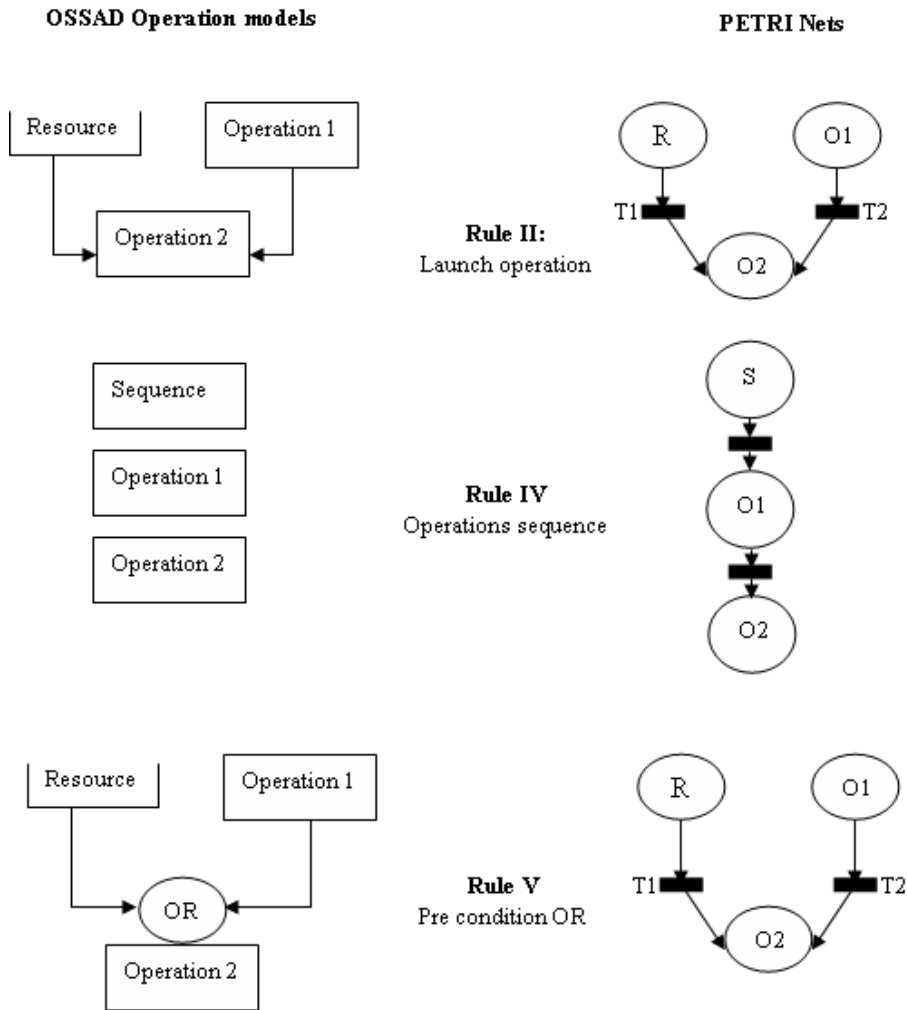 OSSAD Operation models
PETRI Nets
Resource
Operation 1
Operation 2
Rule II:
Launch operation
R
O1
T1
T2
O2
Sequence
Operation 1
Operation 2
Rule IV
Operations sequence
S
O1
O2
Resource
Operation 1
OR
Operation 2
Rule V
Pre condition OR
R
O1
T1
T2
O2